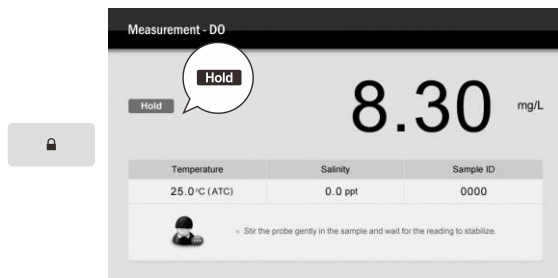 Measurement - DO
Hold
Hold
8.30 mg/L
Temperature Salinity Sample ID
25.0℃ (ATC) 0.0 ppt 0000
Stir the probe gently in the sample and wait for the reading to stabilize.